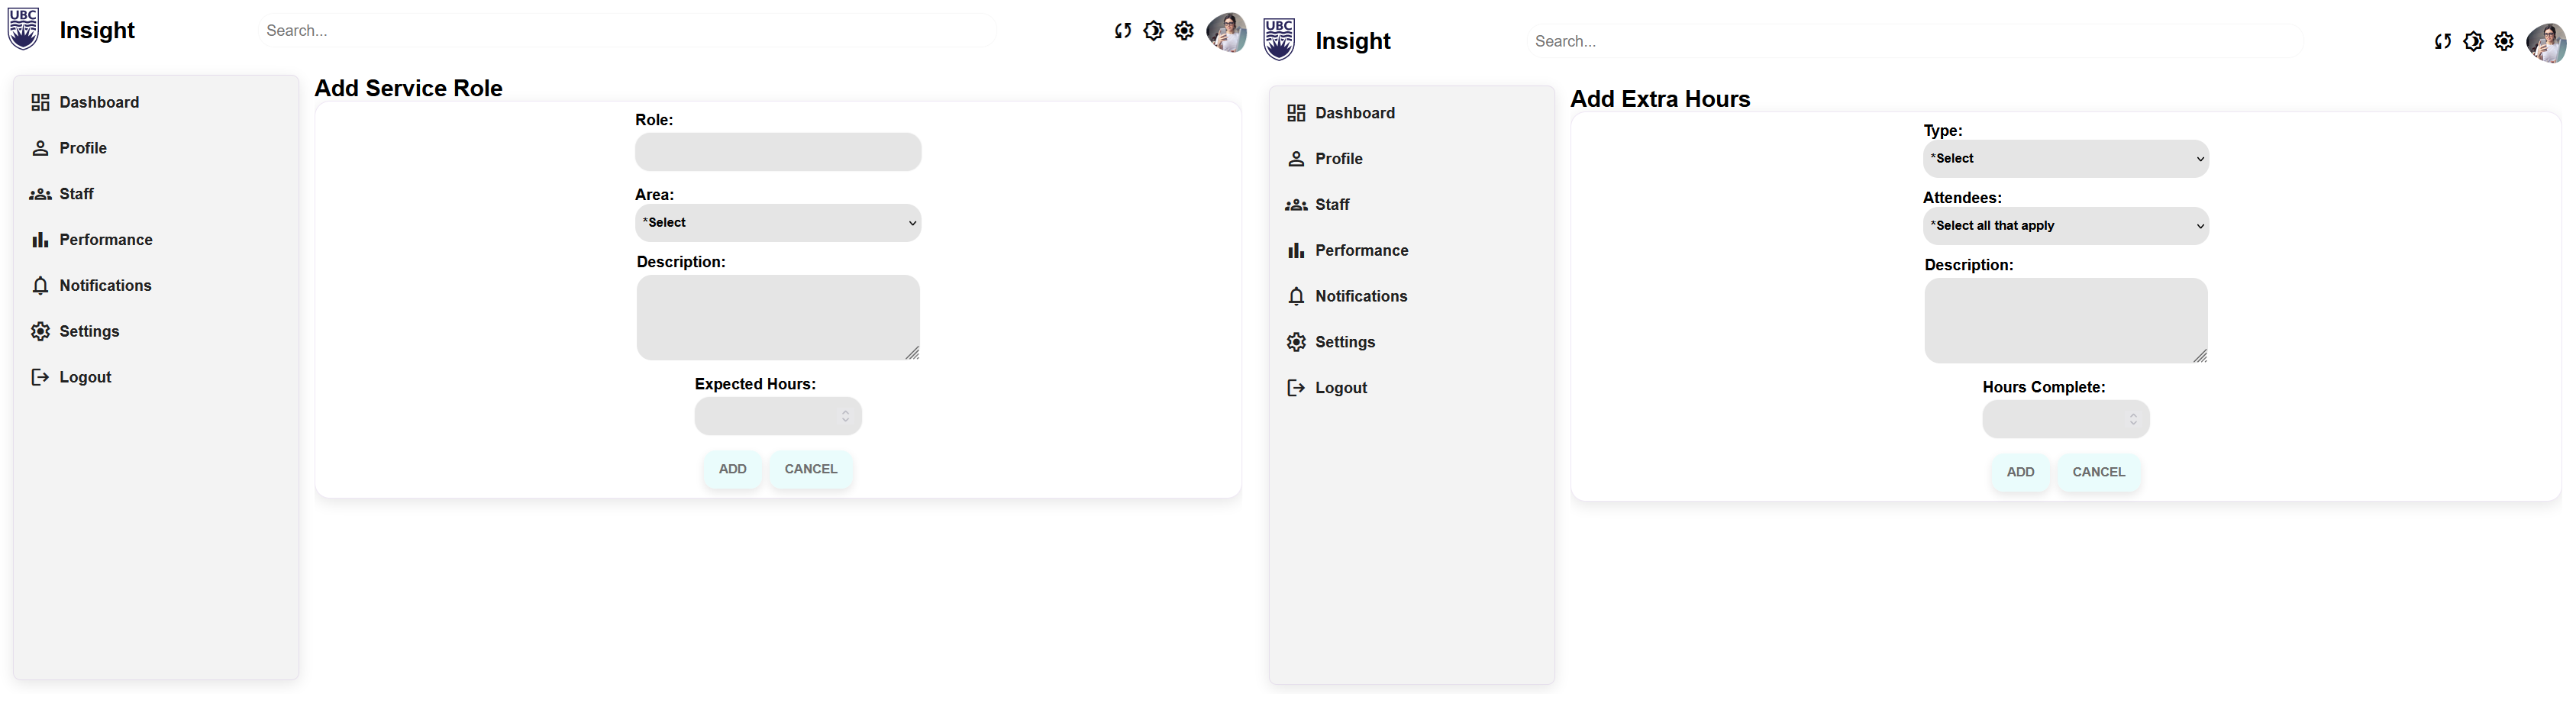 UBC
Insight
Search...
Dashboard
Profile
Staff
Performance
Notifications
Settings
Logout
Add Service Role
Role:
Area:
*Select
Description:
Expected Hours:
ADD CANCEL
UBC
Insight
Search...
Dashboard
Profile
Staff
Performance
Notifications
Settings
Logout
Add Extra Hours
Type:
*Select
Attendees:
*Select all that apply
Description:
Hours Complete:
ADD CANCEL